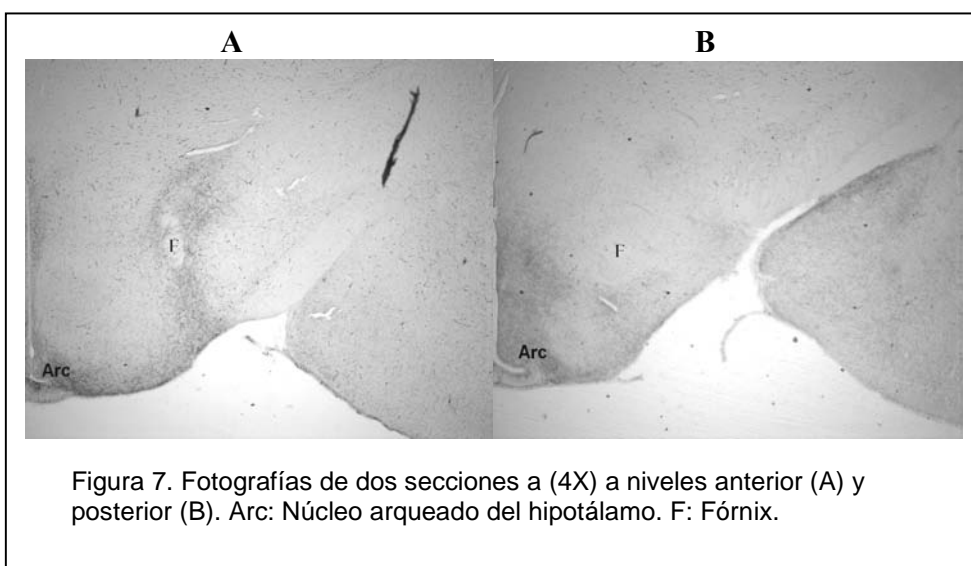 A B
F F
Arc Arc
Figura 7. Fotografías de dos secciones a (4X) a niveles anterior (A) y
posterior (B). Arc: Núcleo arqueado del hipotálamo. F: Fórnix.